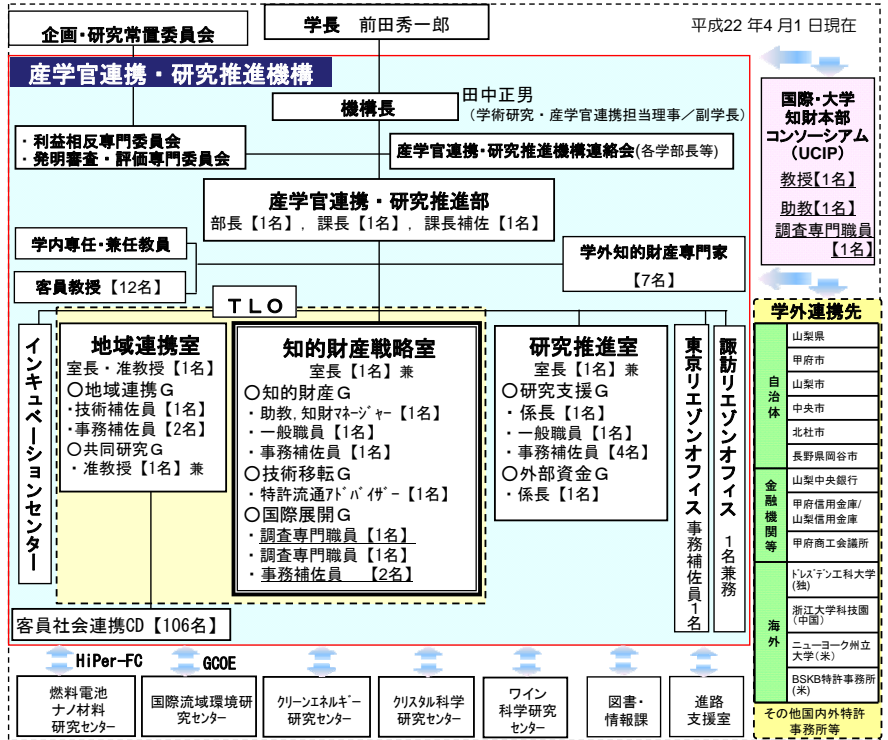 企画・研究常置委員会
学長 前田秀一郎
平成22 年4 月1 日現在
産学官連携・研究推進機構
機構長
田中正男
(学術研究・産学官連携担当理事／副学長)
・利益相反専門委員会
・発明審査・評価専門委員会
産学官連携・研究推進機構連絡会(各学部長等)
産学官連携・研究推進部
部長【1名】, 課長【1名】, 課長補佐【1名】
学内専任・兼任教員
客員教授【12名】
学外知的財産専門家
【7名】
国際・大学
知財本部
コンソーシアム
(UCIP)
教授【1名】
助教【1名】
調査専門職員
【1名】
TLO
インキュベーションセンター
地域連携室
室長・准教授【1名】
〇地域連携G
・技術補佐員【1名】
・事務補佐員【2名】
〇共同研究G
・准教授【1名】兼
知的財産戦略室
室長【1名】兼
〇知的財産G
・助教, 知財マネージャー【1名】
・一般職員【1名】
・事務補佐員【1名】
〇技術移転G
・特許流通アドバイザー【1名】
〇国際展開G
・調査専門職員【1名】
・調査専門職員【1名】
・事務補佐員 【2名】
研究推進室
室長【1名】兼
〇研究支援G
・係長【1名】
・一般職員【1名】
・事務補佐員【4名】
〇外部資金G
・係長【1名】
東京リエゾンオフィス 事務補佐員1名
諏訪リエゾンオフィス 1名兼務
客員社会連携CD【106名】
学外連携先
自治体
山梨県
甲府市
山梨市
中央市
北杜市
長野県岡谷市
金融機関等
山梨中央銀行
甲府信用金庫/
山梨信用金庫
甲府商工会議所
海外
ドレスデン工科大学
(独)
浙江大学科技園
(中国)
ニューヨーク州立
大学(米)
BSKB特許事務所
(米)
その他国内外特許
事務所等
HiPer-FC
GCOE
燃料電池
ナノ材料
研究センター
国際流域環境研
究センター
クリーンエネルギー
研究センター
クリスタル科学
研究センター
ワイン
科学研究
センター
図書・
情報課
進路
支援室